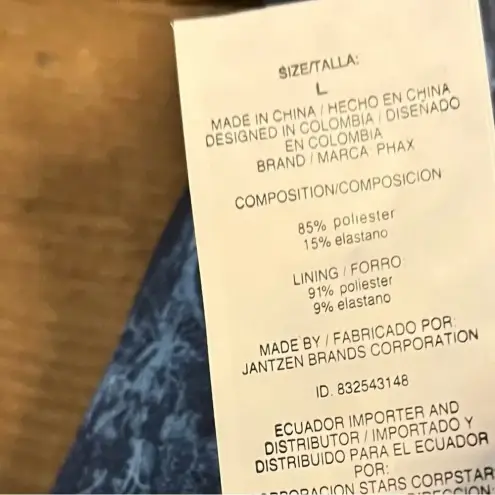 SIZE/TALLA:
L
MADE IN CHINA / HECHO EN CHINA
DESIGNED IN COLOMBIA / DISEÑADO
EN COLOMBIA
BRAND / MARCA: PHAX
COMPOSITION/COMPOSICION
85% poliester
15% elastano
LINING / FORRO:
91% poliester
9% elastano
MADE BY / FABRICADO POR:
JANTZEN BRANDS CORPORATION
ID. 832543148
ECUADOR IMPORTER AND
DISTRIBUTOR / IMPORTADO Y
DISTRIBUIDO PARA EL ECUADOR
POR:
STARS CORPSTAR